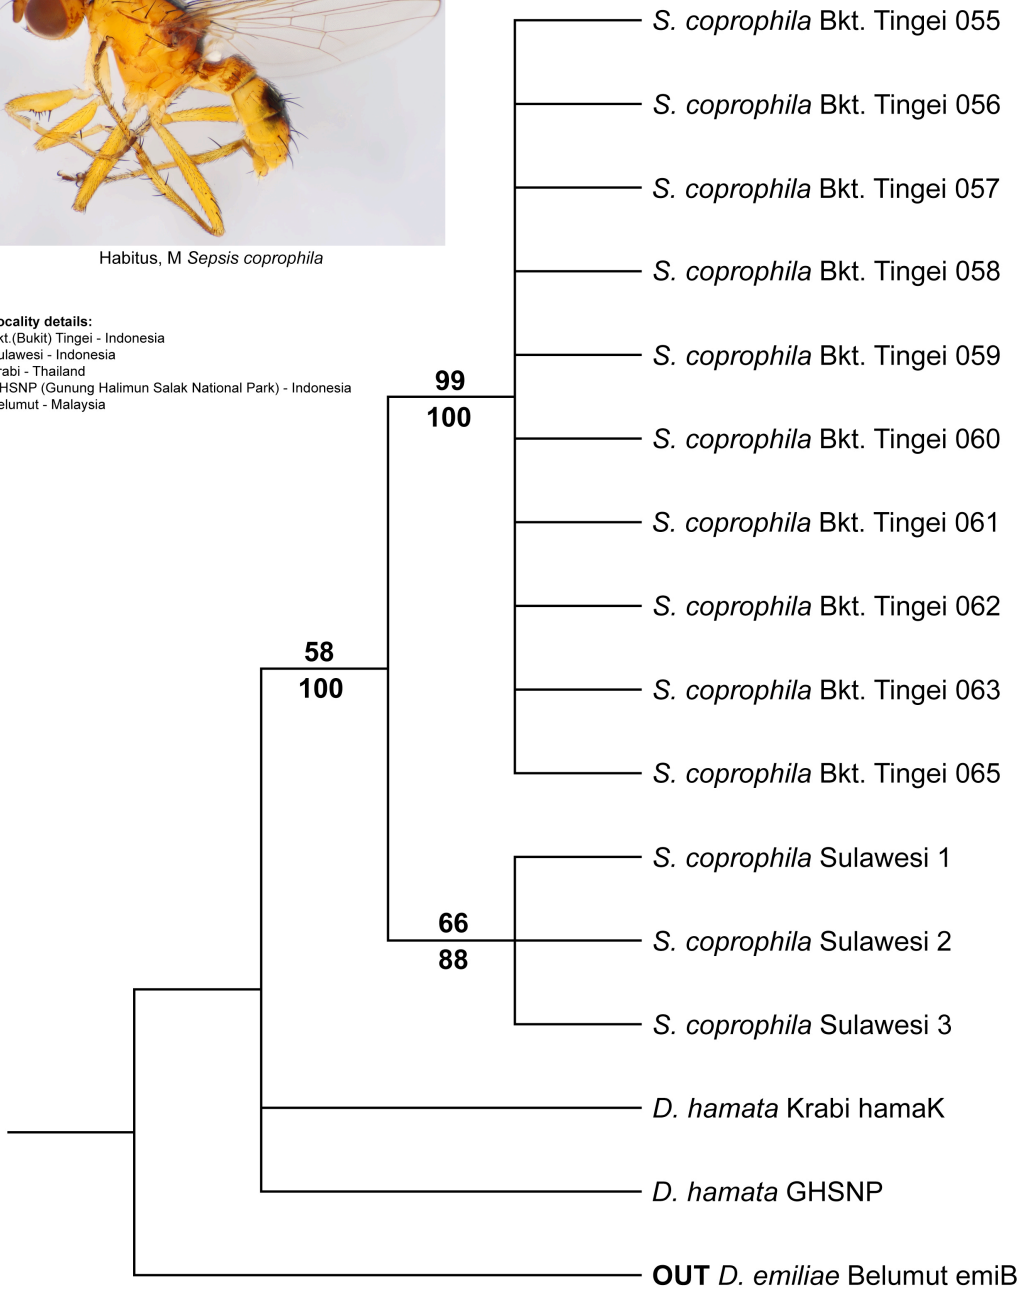 S. coprophila Bkt. Tingei 055
S. coprophila Bkt. Tingei 056
S. coprophila Bkt. Tingei 057
Habitus, M Sepsis coprophila
S. coprophila Bkt. Tingei 058
ocality details:
kt.(Bukit) Tingei - Indonesia
ulawesi - Indonesia
rabi - Thailand
HSNP (Gunung Halimun Salak National Park) - Indonesia
elumut - Malaysia
S. coprophila Bkt. Tingei 059
99
100
S. coprophila Bkt. Tingei 060
S. coprophila Bkt. Tingei 061
S. coprophila Bkt. Tingei 062
58
100
S. coprophila Bkt. Tingei 063
S. coprophila Bkt. Tingei 065
S. coprophila Sulawesi 1
66
88
S. coprophila Sulawesi 2
S. coprophila Sulawesi 3
D. hamata Krabi hamaK
D. hamata GHSNP
OUT D. emiliae Belumut emiB